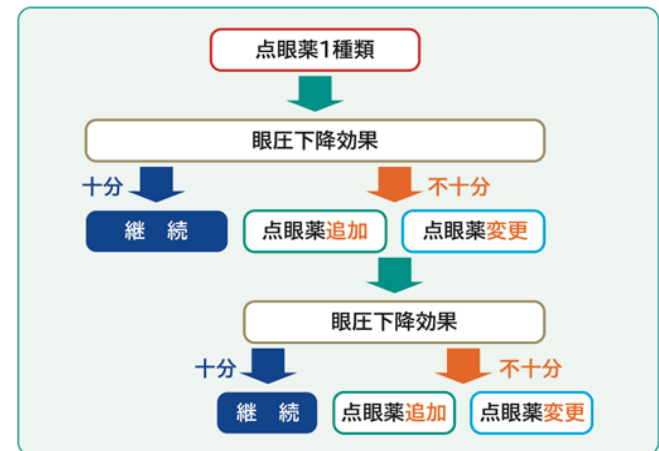 点眼薬1種類
眼圧下降効果
十分 不十分
継 続 点眼薬追加 点眼薬変更
眼圧下降効果
十分 不十分
継 続 点眼薬追加 点眼薬変更